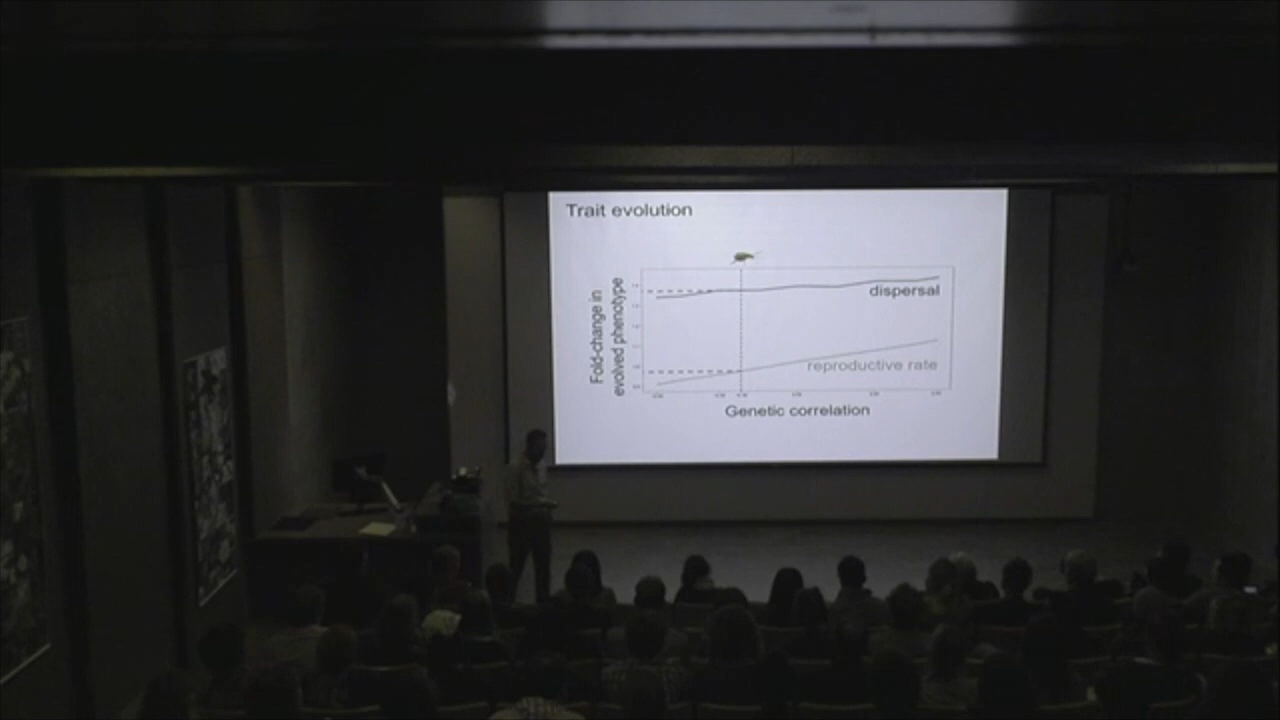 Trait evolution
Fold-change in
evolved phenotype
dispersal
reproductive rate
Genetic correlation